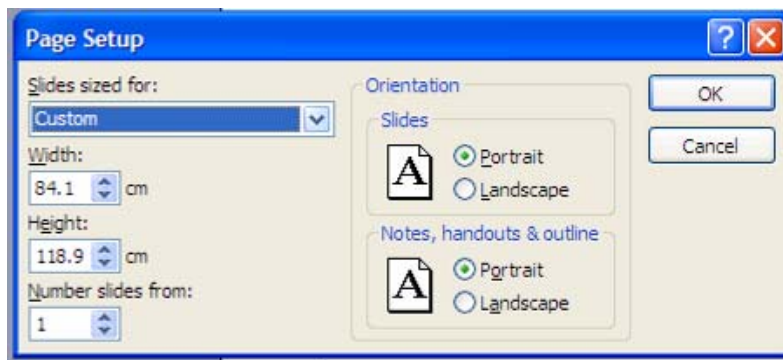 Page Setup
Slides sized for:
Custom
Width:
84.1 cm
Height:
118.9 cm
Number slides from:
1
Orientation
Slides
A
Portrait
Landscape
Notes, handouts & outline
A
Portrait
Landscape
OK
Cancel